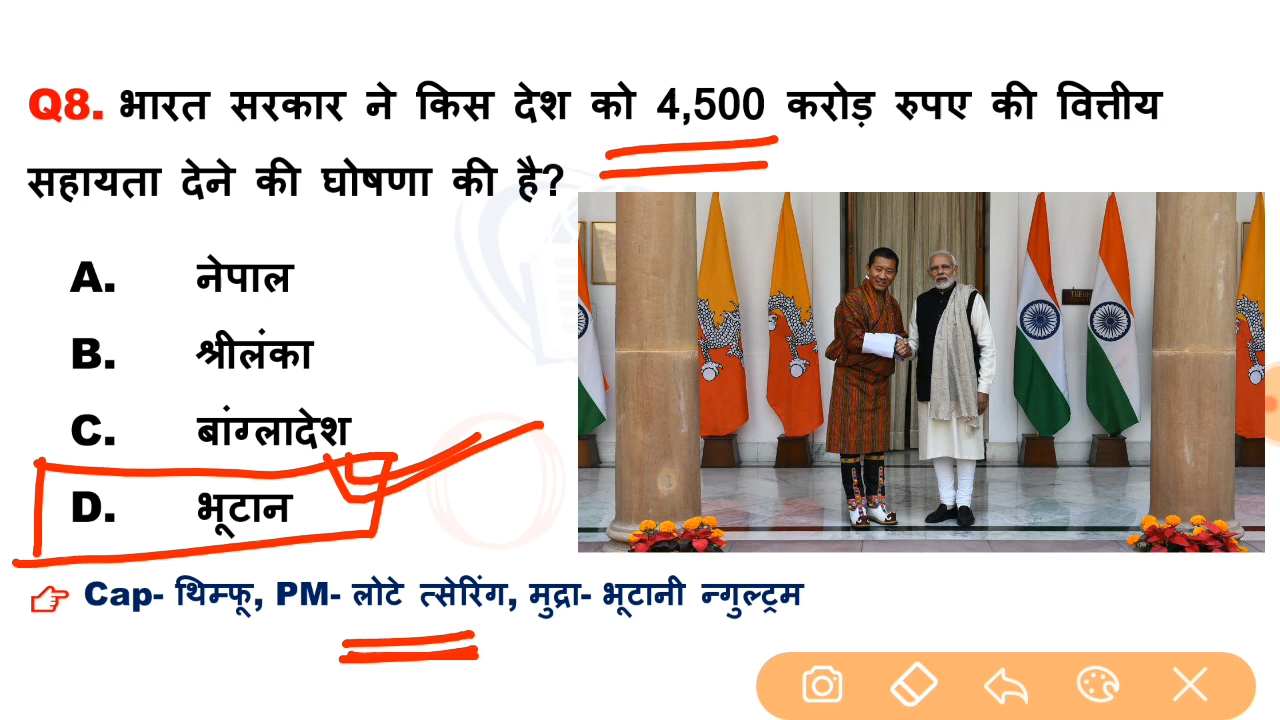 Q8. भारत सरकार ने किस देश को 4,500 करोड़ रुपए की वित्तीय
सहायता देने की घोषणा की है?
A. नेपाल
B. श्रीलंका
C. बांग्लादेश
D. भूटान
Cap- थिम्फू, PM- लोटे त्सेरिंग, मुद्रा- भूटानी न्गुल्ट्रम